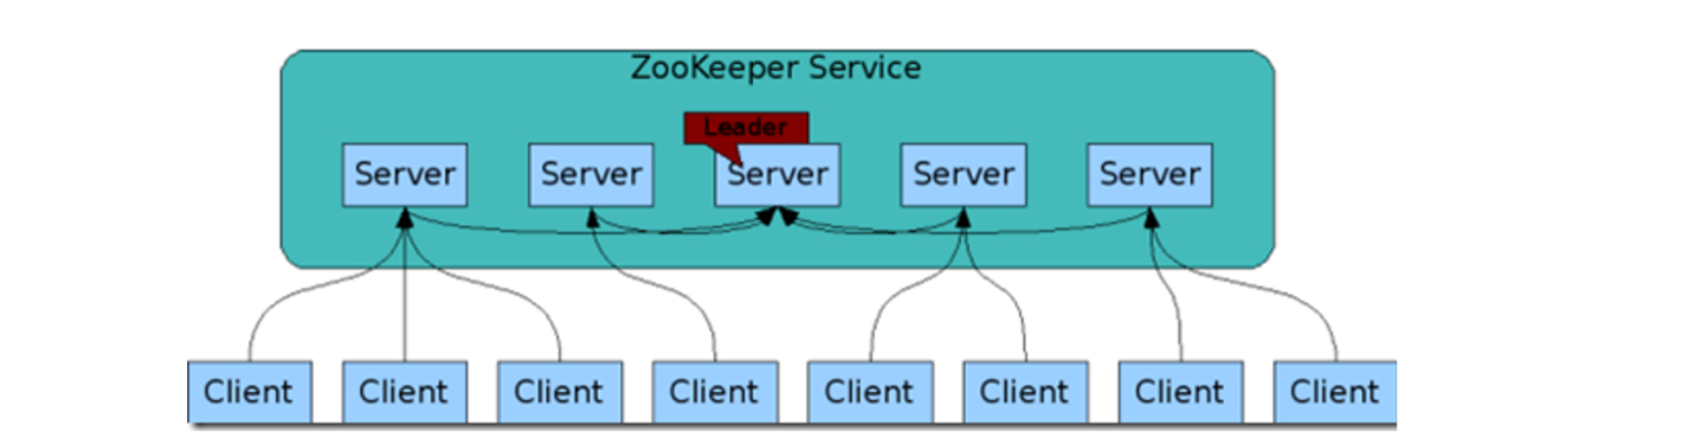 ZooKeeper Service
Leader
Server Server Server Server Server
Client Client Client Client Client Client Client Client